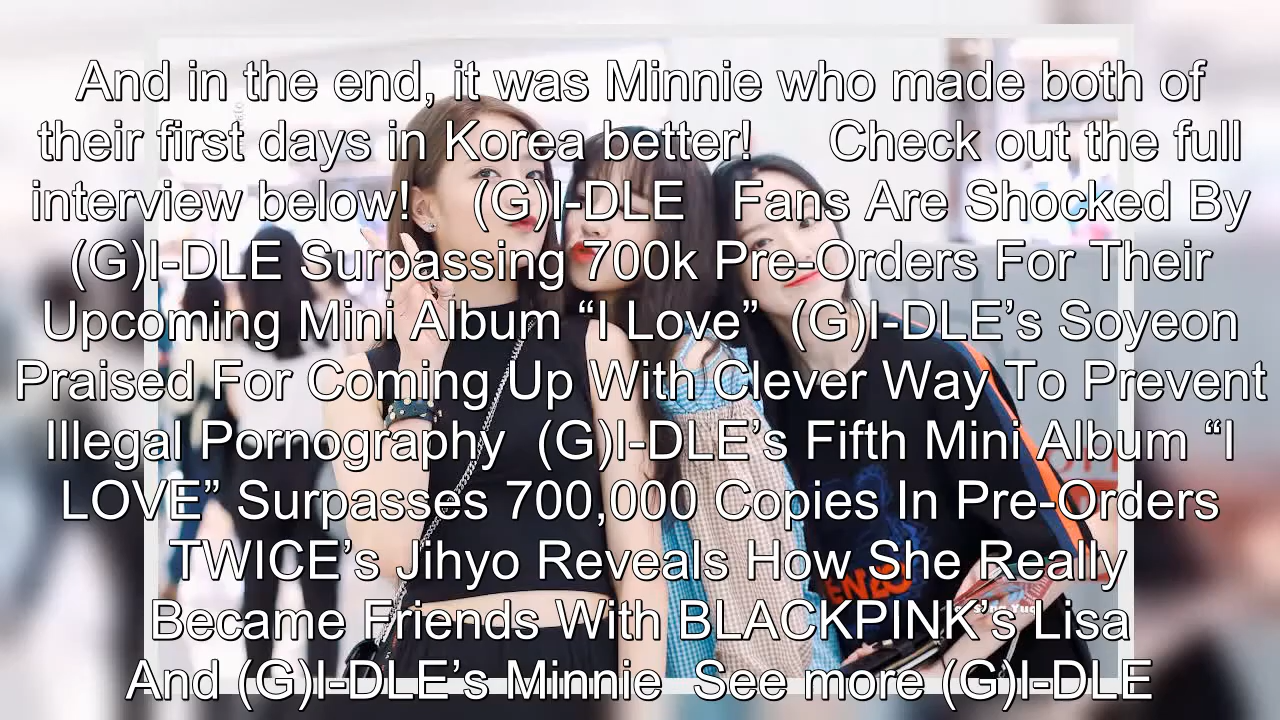 And in the end, it was Minnie who made both of
their first days in Korea better! Check out the full
interview below! (G)I-DLE Fans Are Shocked By
(G)I-DLE Surpassing 700k Pre-Orders For Their
Upcoming Mini Album “I Love” (G)I-DLE’s Soyeon
Praised For Coming Up With Clever Way To Prevent
Illegal Pornography (G)I-DLE’s Fifth Mini Album “I
LOVE” Surpasses 700,000 Copies In Pre-Orders
TWICE’s Jihyo Reveals How She Really
Became Friends With BLACKPINK’s Lisa
And (G)I-DLE’s Minnie See more (G)I-DLE